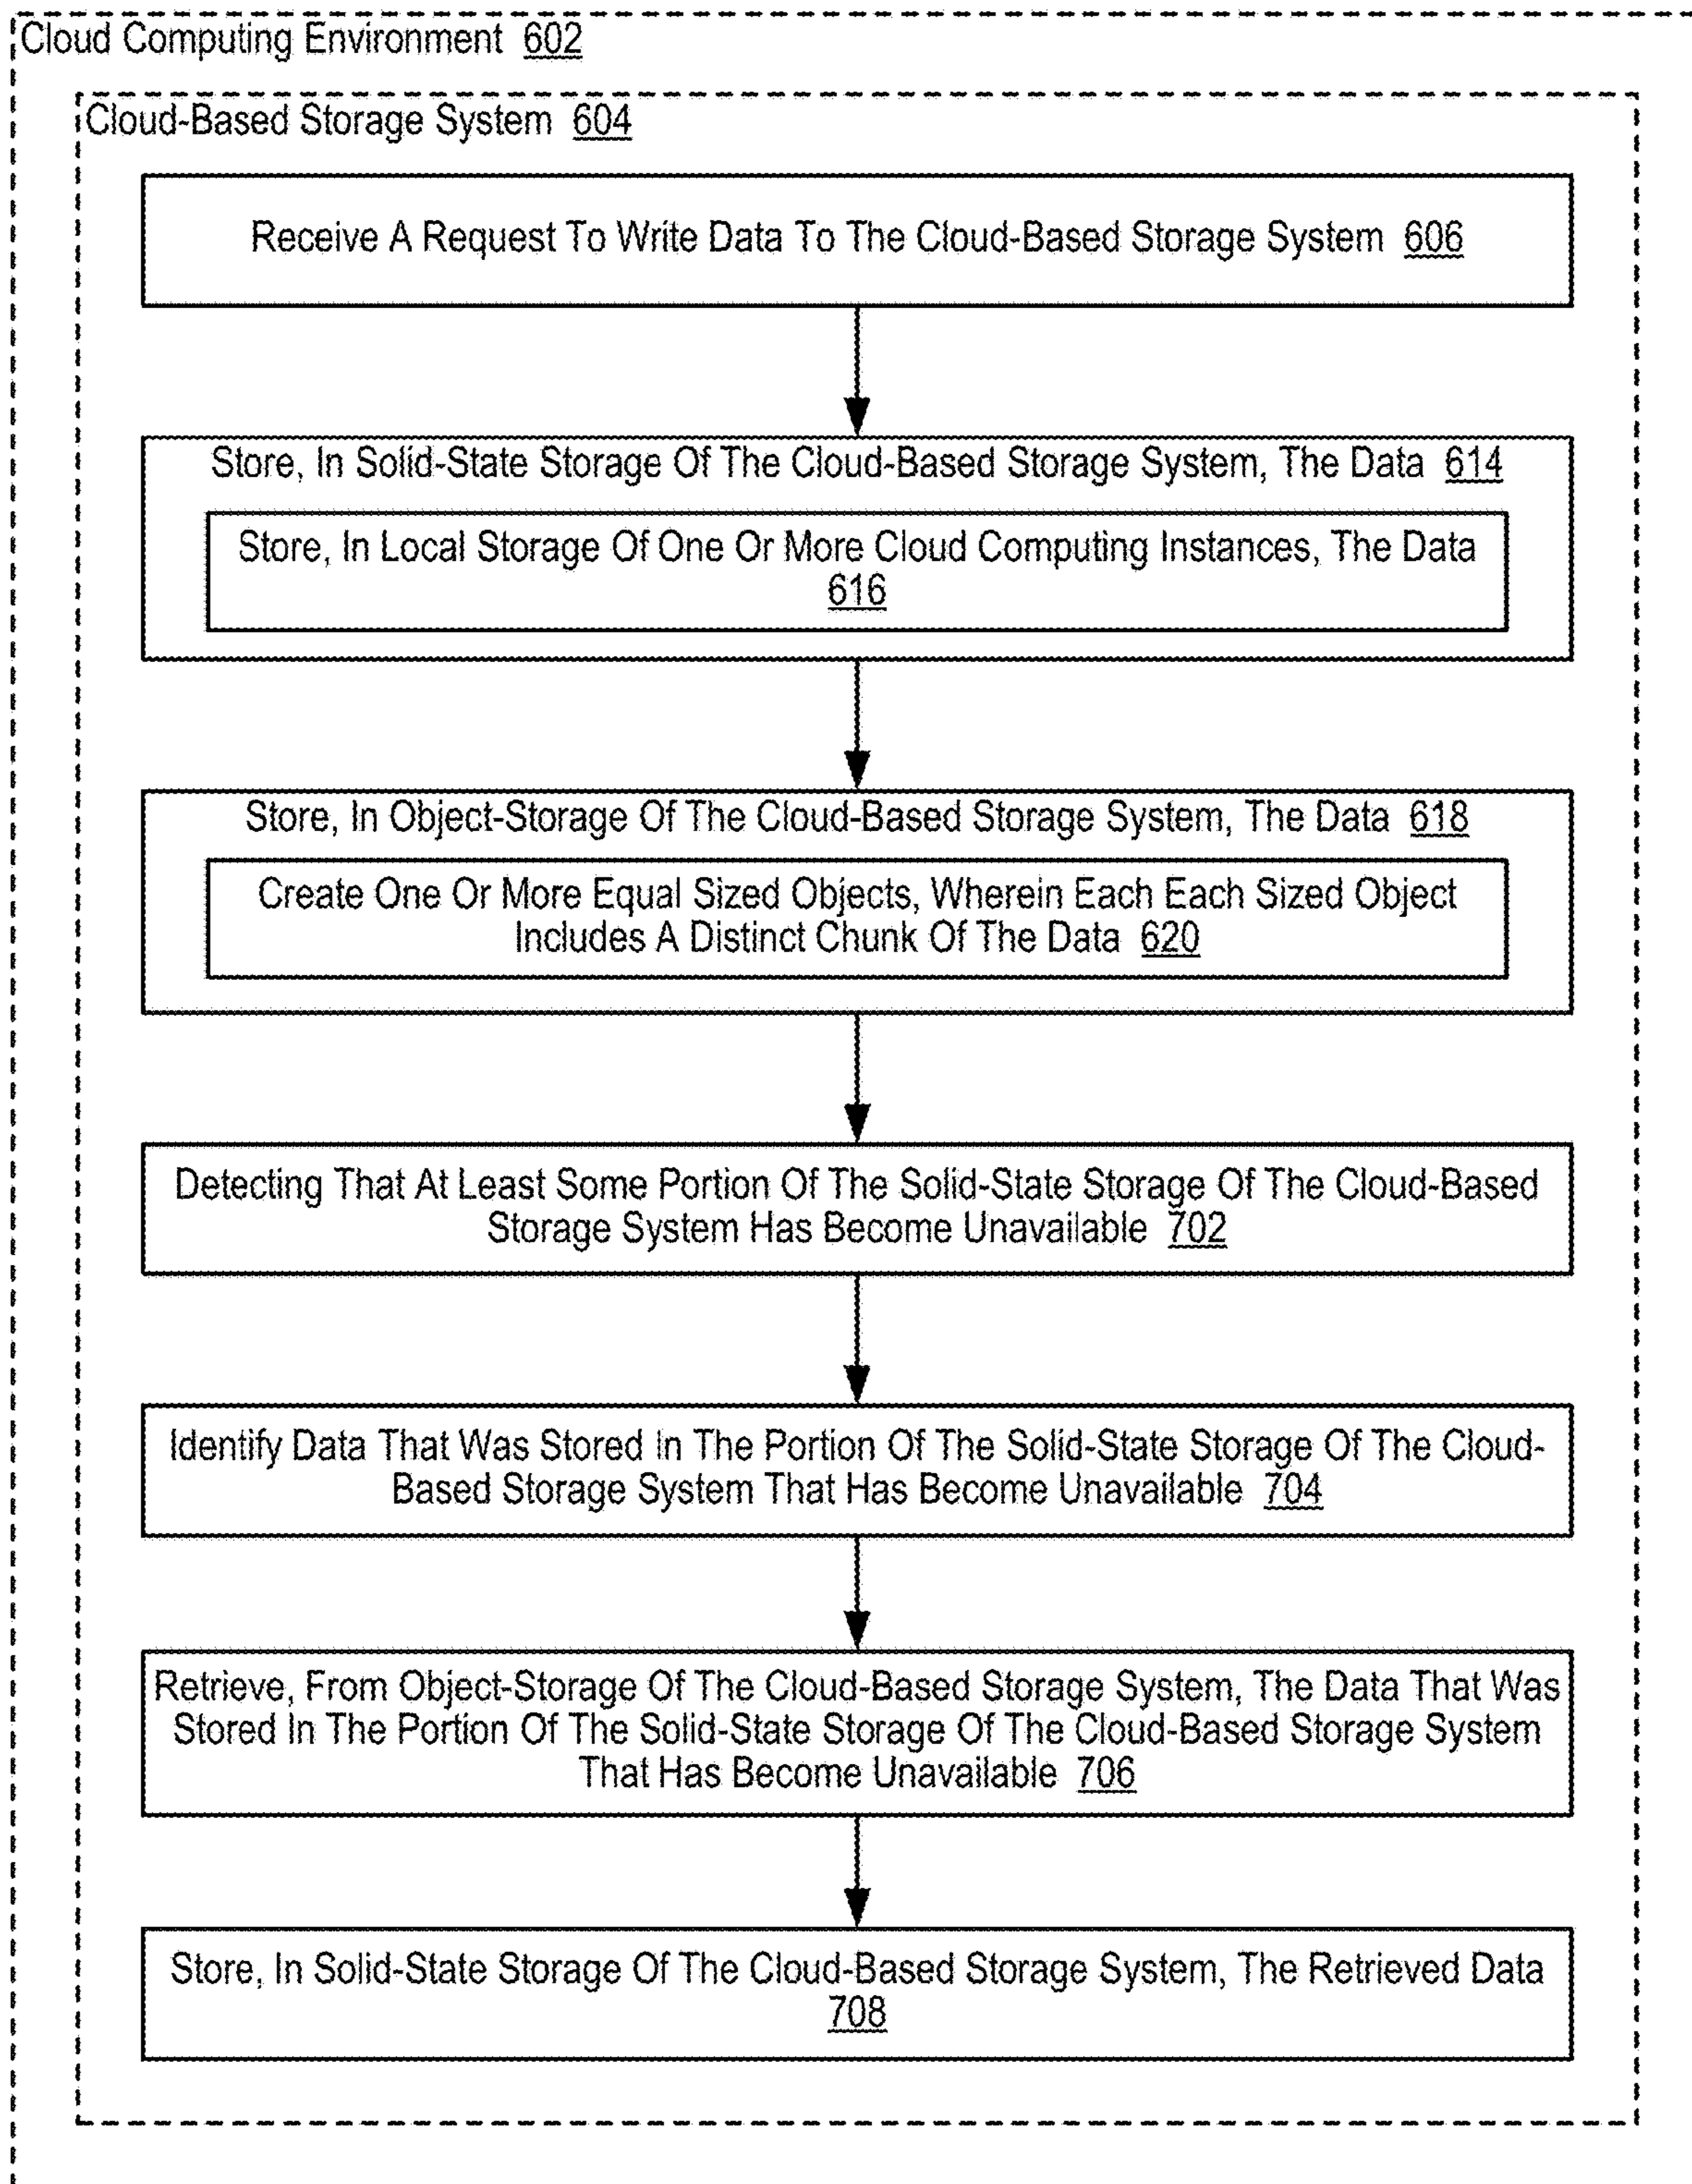 Cloud Computing Environment 602
Cloud-Based Storage System 604
Receive A Request To Write Data To The Cloud-Based Storage System 606
Store, In Solid-State Storage Of The Cloud-Based Storage System, The Data 614
Store, In Local Storage Of One Or More Cloud Computing Instances, The Data
616
Store, In Object-Storage Of The Cloud-Based Storage System, The Data 618
Create One Or More Equal Sized Objects, Wherein Each Each Sized Object
Includes A Distinct Chunk Of The Data 620
Detecting That At Least Some Portion Of The Solid-State Storage Of The Cloud-Based
Storage System Has Become Unavailable 702
Identify Data That Was Stored In The Portion Of The Solid-State Storage Of The Cloud-
Based Storage System That Has Become Unavailable 704
Retrieve, From Object-Storage Of The Cloud-Based Storage System, The Data That Was
Stored In The Portion Of The Solid-State Storage Of The Cloud-Based Storage System
That Has Become Unavailable 706
Store, In Solid-State Storage Of The Cloud-Based Storage System, The Retrieved Data
708